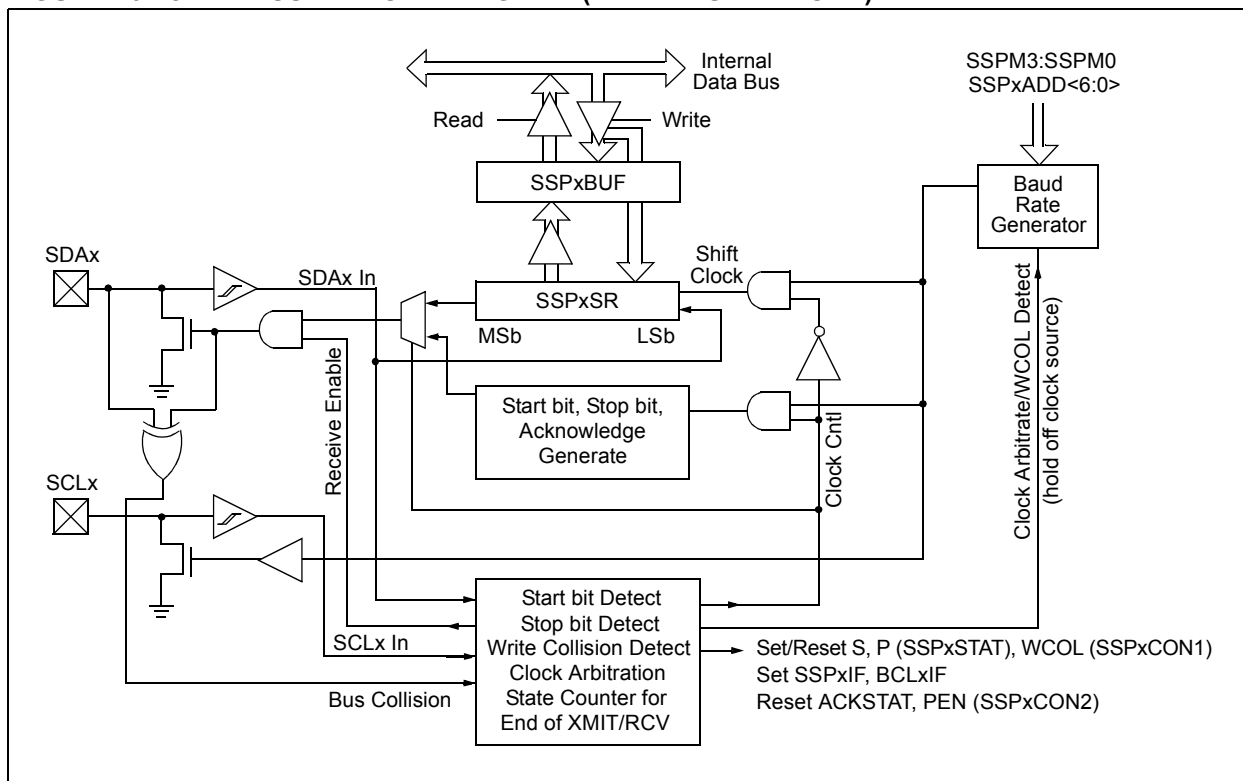 Internal
Data Bus
SSPM3:SSPM0
SSPxADD<6:0>
Read
Write
SSPxBUF
Baud
Rate
Generator
SDAx
SDAx In
Shift
Clock
SSPxSR
MSb
LSb
Receive Enable
Start bit, Stop bit,
Acknowledge
Generate
Clock Cntl
Clock Arbitrate/WCOL Detect
(hold off clock source)
SCLx
SCLx In
Bus Collision
Start bit Detect
Stop bit Detect
Write Collision Detect
Clock Arbitration
State Counter for
End of XMIT/RCV
Set/Reset S, P (SSPxSTAT), WCOL (SSPxCON1)
Set SSPxIF, BCLxIF
Reset ACKSTAT, PEN (SSPxCON2)